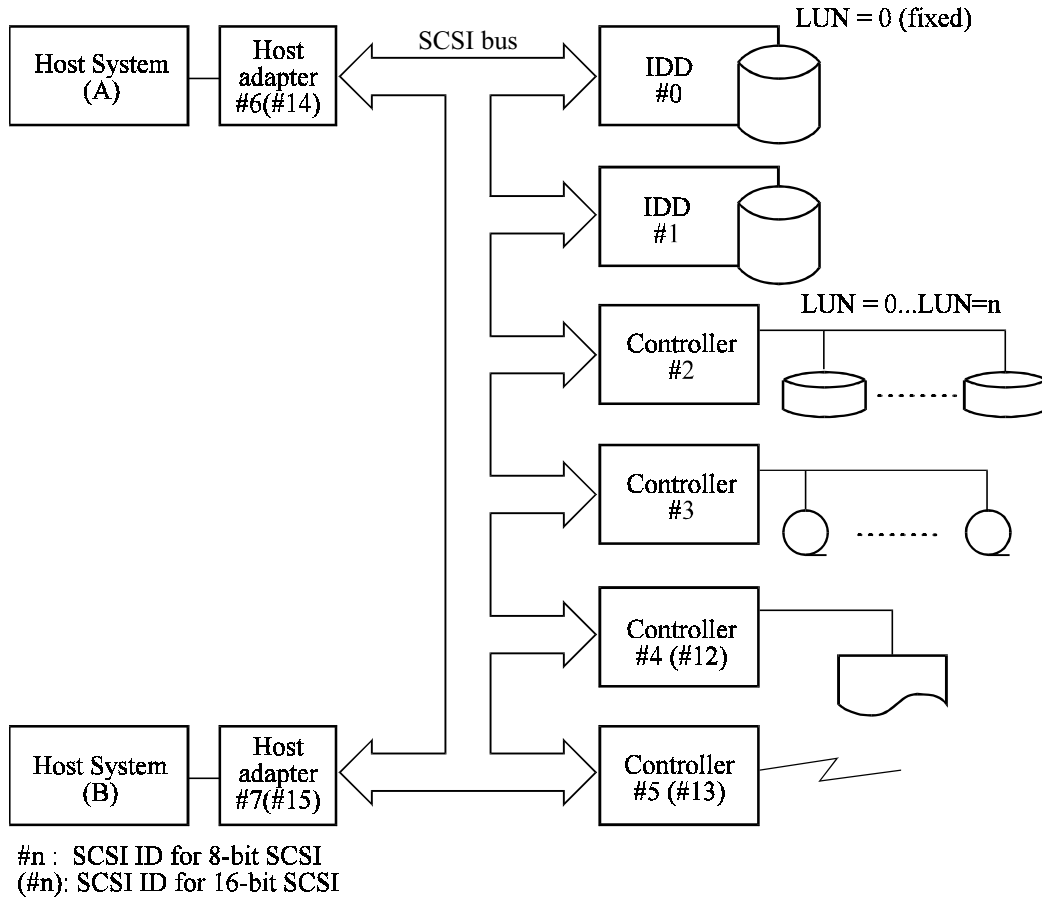 LUN = 0 (fixed)
Host System
(A)
Host
adapter
#6(#14)
SCSI bus
IDD
#0
IDD
#1
LUN = 0...LUN=n
Controller
#2
Controller
#3
Controller
#4 (#12)
Host System
(B)
Host
adapter
#7(#15)
Controller
#5 (#13)
#n : SCSI ID for 8-bit SCSI
(#n): SCSI ID for 16-bit SCSI